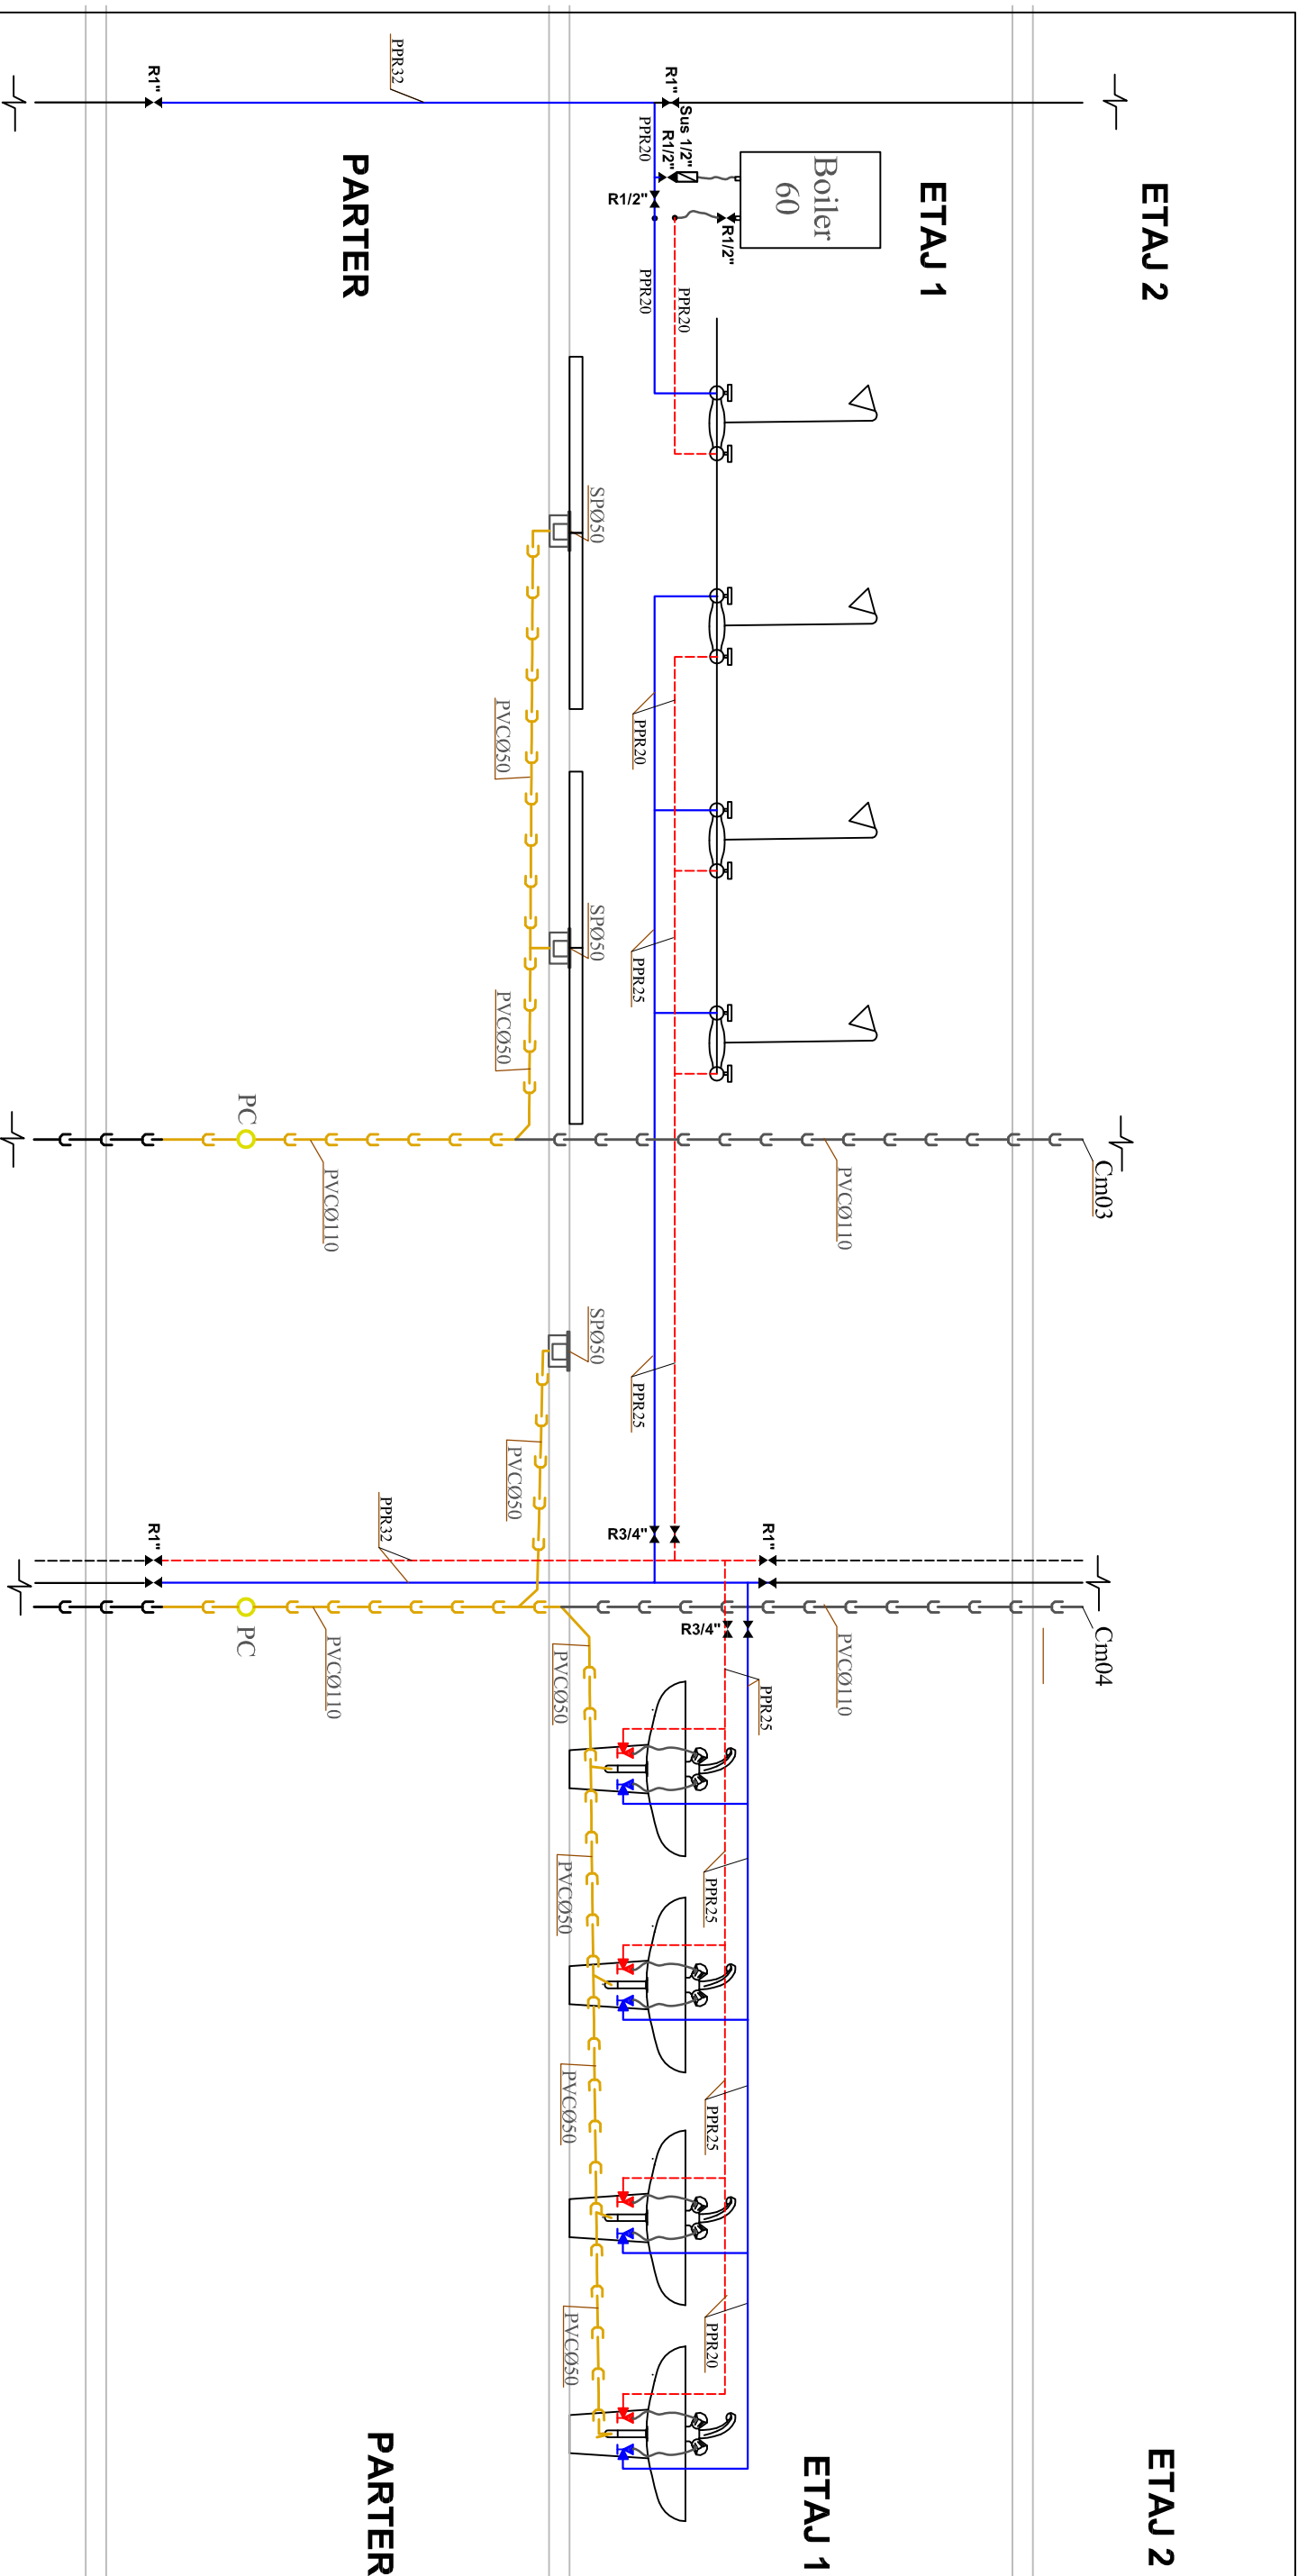 ETAJ 2
ETAJ 2
Cm03
Cm04
ETAJ 1
ETAJ 1
Boiler
60
PVCØ110
PVCØ110
R1"
R1"
Sus 1/2"
R1/2"
R1/2"
R1/2"
PPR20
PPR20
PPR20
PPR20
PPR25
PPR25
R3/4"
R3/4"
PPR25
PPR25
PPR25
PPR20
SPØ50
SPØ50
SPØ50
PVCØ50
PVCØ50
PVCØ50
PVCØ50
PVCØ50
PVCØ50
PVCØ50
PPR32
PPR32
PARTER
PARTER
PVCØ110
PVCØ110
PC
PC
R1"
R1"